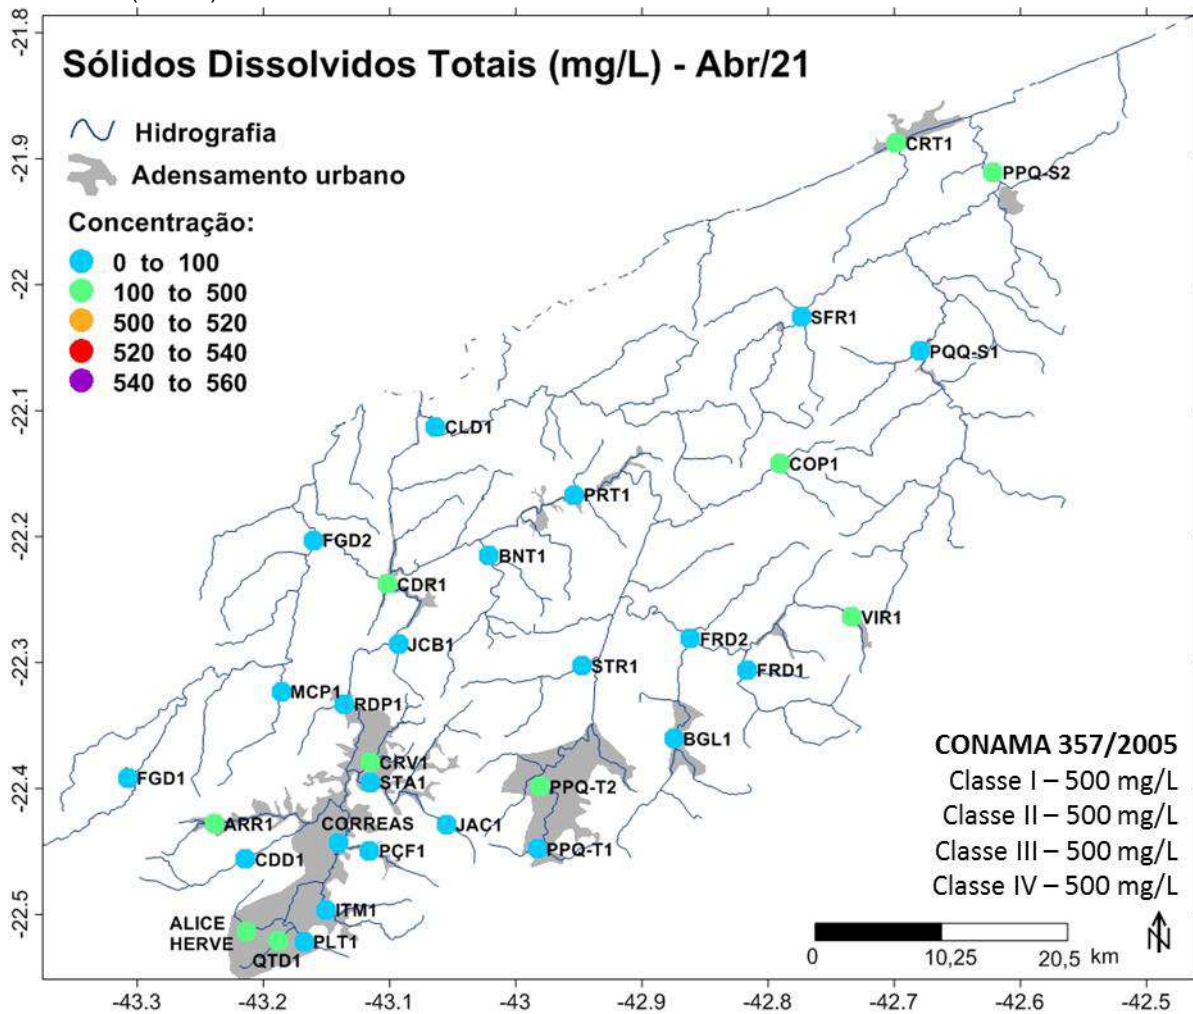 Sólidos Dissolvidos Totais (mg/L) - Abr/21
Hidrografia
Adensamento urbano
Concentração:
0 to 100
100 to 500
500 to 520
520 to 540
540 to 560
CRT1
PPQ-S2
SFR1
PQQ-S1
CLD1
COP1
PRT1
FGD2
BNT1
CDR1
VIR1
JCB1
FRD2
STR1
FRD1
MCP1
RDP1
BGL1
CRV1
FGD1
STA1
PPQ-T2
ARR1
CORREAS
JAC1
CDD1
PÇF1
PPQ-T1
ITM1
ALICE
HERVE
PLT1
QTD1
CONAMA 357/2005
Classe I – 500 mg/L
Classe II – 500 mg/L
Classe III – 500 mg/L
Classe IV – 500 mg/L
0 10,25 20,5 km
N
-21.8
-21.9
-22
-22.1
-22.2
-22.3
-22.4
-22.5
-43.3 -43.2 -43.1 -43 -42.9 -42.8 -42.7 -42.6 -42.5